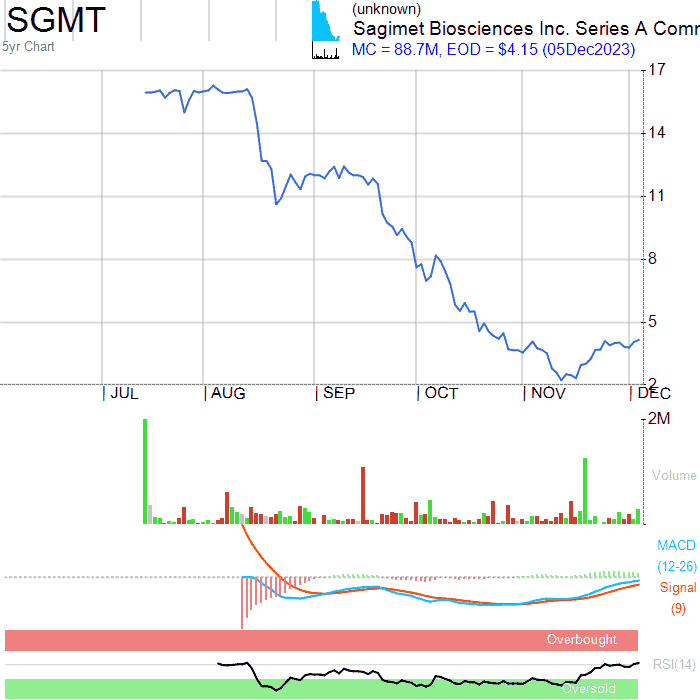 SGMT
5yr Chart
(unknown)
Sagimet Biosciences Inc. Series A Comm
MC = 88.7M, EOD = $4.15 (05Dec2023)
17
14
11
8
5
2
JUL AUG SEP OCT NOV DEC
2M
Volume
MACD
(12-26)
Signal
(9)
Overbought
RSI(14)
Oversold